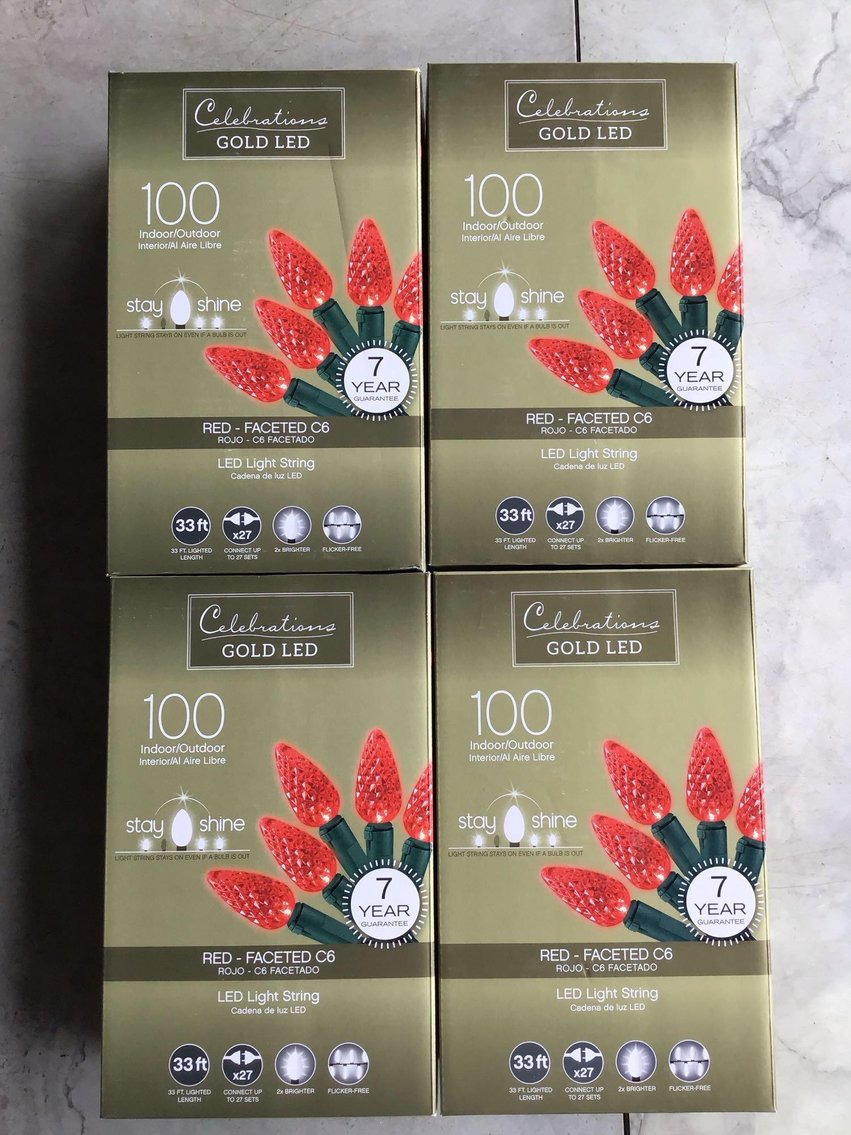 Celebrations
GOLD LED
100
Indoor/Outdoor
Interior/Al Aire Libre
stay shine
LIGHT STRING STAYS ON EVEN IF A BULB IS OUT
7
YEAR
GUARANTEE
RED - FACETED C6
ROJO - C6 FACETADO
LED Light String
Cadena de luz LED
33 ft
x27
33 FT. LIGHTED
LENGTH
CONNECT UP
TO 27 SETS
2x BRIGHTER
FLICKER-FREE
Celebrations
GOLD LED
100
Indoor/Outdoor
Interior/Al Aire Libre
stay shine
LIGHT STRING STAYS ON EVEN IF A BULB IS OUT
7
YEAR
GUARANTEE
RED - FACETED C6
ROJO - C6 FACETADO
LED Light String
Cadena de luz LED
33 ft
x27
33 FT. LIGHTED
LENGTH
CONNECT UP
TO 27 SETS
2x BRIGHTER
FLICKER-FREE
Celebrations
GOLD LED
100
Indoor/Outdoor
Interior/Al Aire Libre
stay shine
LIGHT STRING STAYS ON EVEN IF A BULB IS OUT
7
YEAR
GUARANTEE
RED - FACETED C6
ROJO - C6 FACETADO
LED Light String
Cadena de luz LED
33 ft
x27
33 FT. LIGHTED
LENGTH
CONNECT UP
TO 27 SETS
2x BRIGHTER
FLICKER-FREE
Celebrations
GOLD LED
100
Indoor/Outdoor
Interior/Al Aire Libre
stay shine
LIGHT STRING STAYS ON EVEN IF A BULB IS OUT
7
YEAR
GUARANTEE
RED - FACETED C6
ROJO - C6 FACETADO
LED Light String
Cadena de luz LED
33 ft
x27
33 FT. LIGHTED
LENGTH
CONNECT UP
TO 27 SETS
2x BRIGHTER
FLICKER-FREE